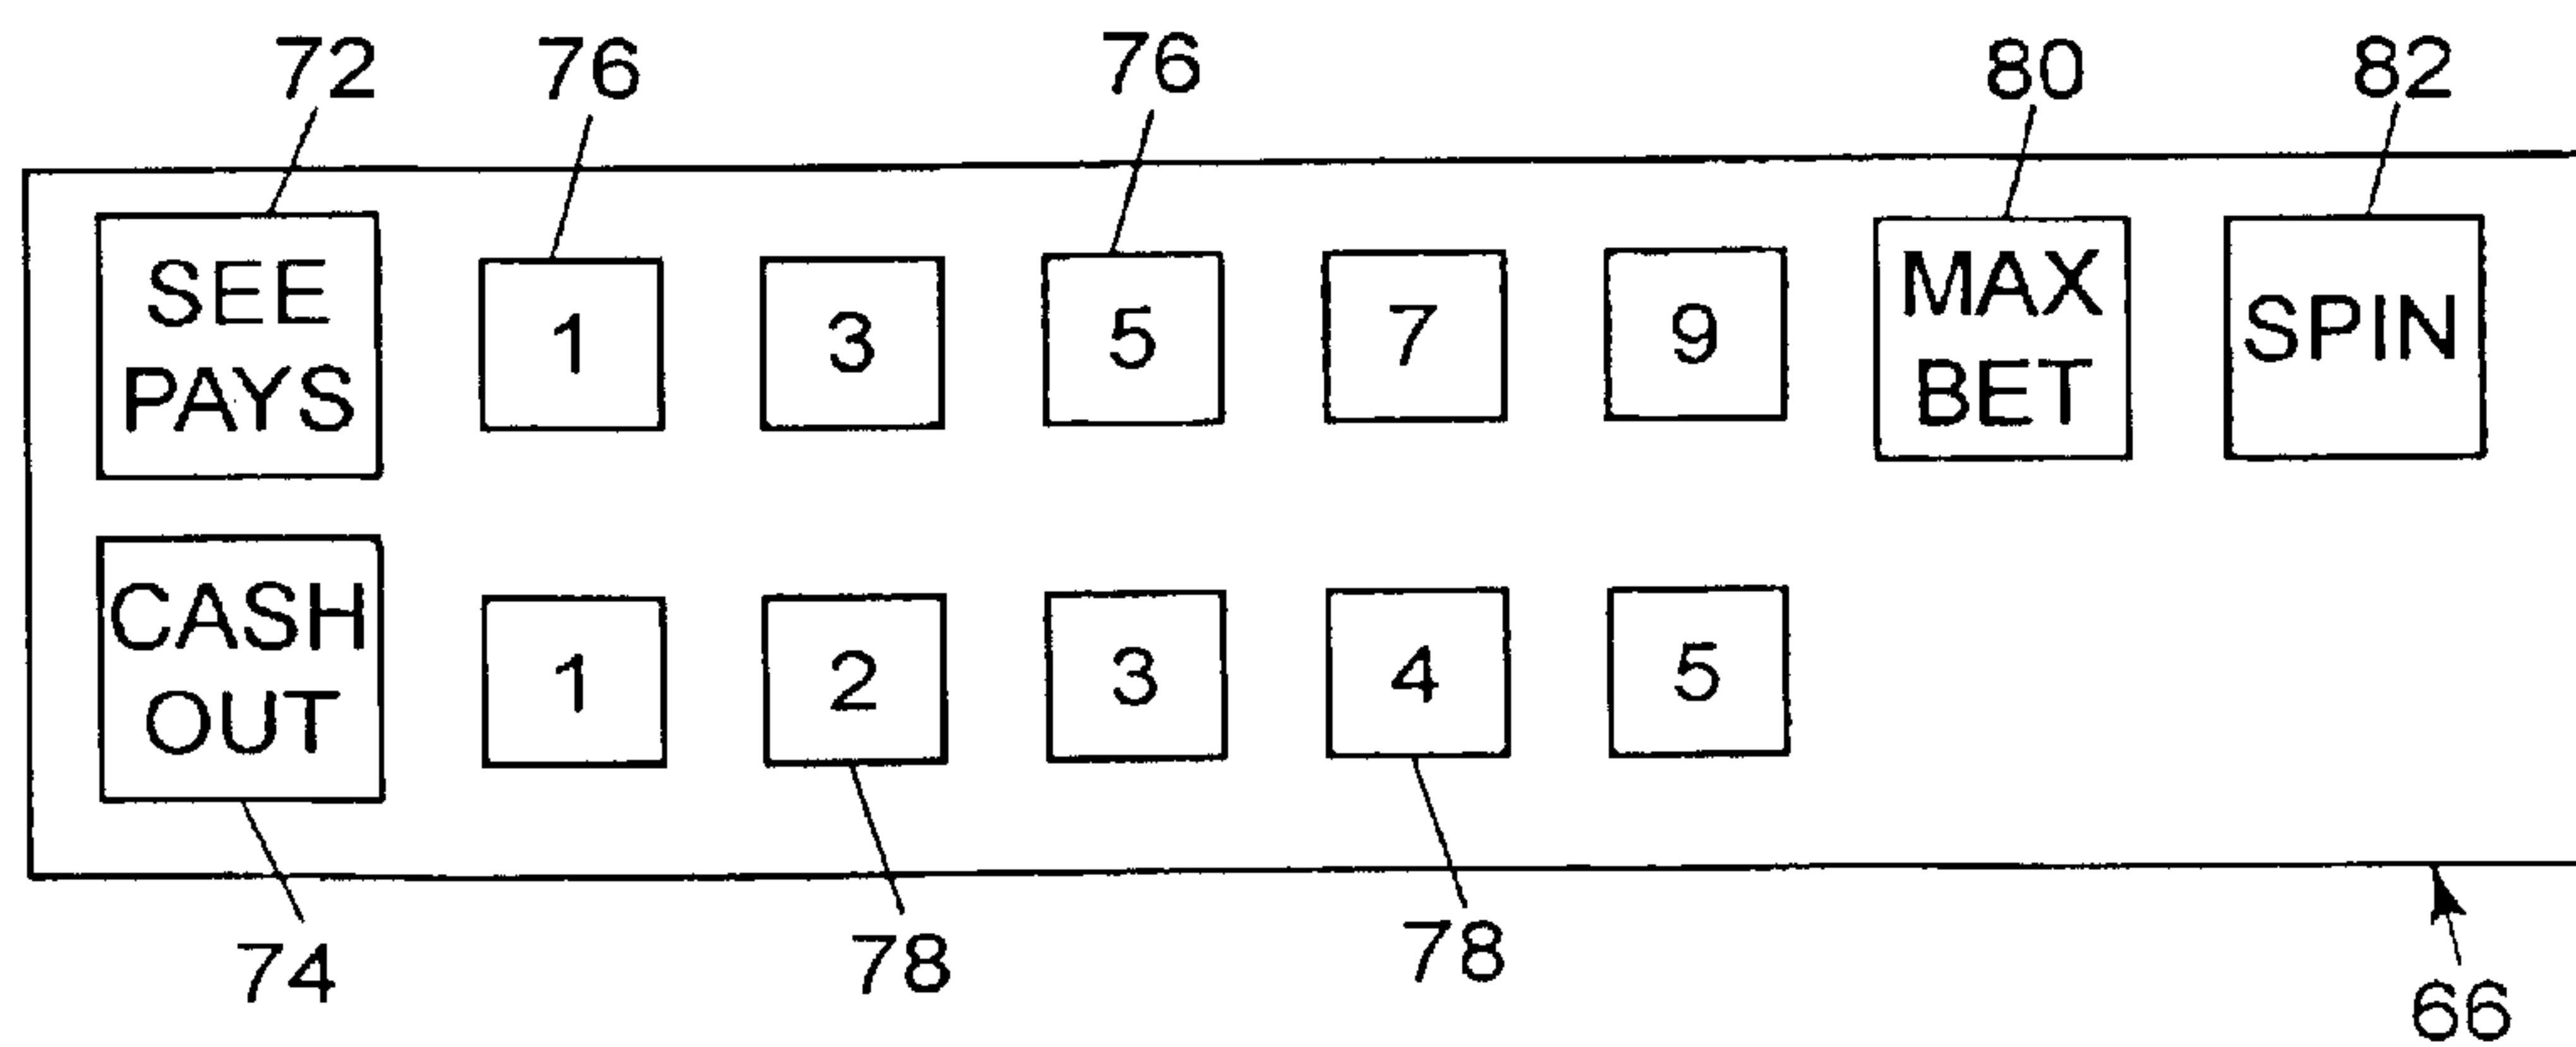 72 76 76 80 82
SEE
PAYS
1 3 5 7 9
MAX
BET
SPIN
CASH
OUT
1 2 3 4 5
74 78 78 66